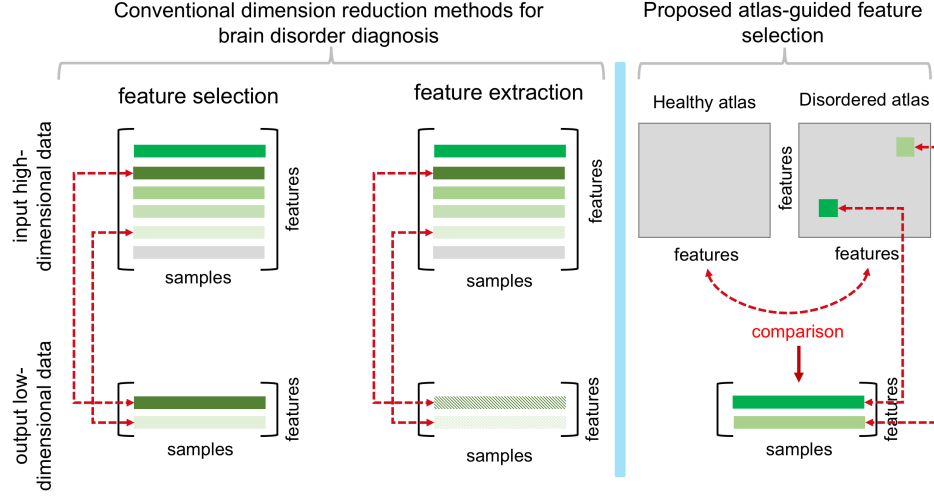 Conventional dimension reduction methods for
brain disorder diagnosis
Proposed atlas-guided feature
selection
feature selection
feature extraction
Healthy atlas
Disordered atlas
input high-
dimensional data
features
features
features
samples
samples
features
features
comparison
output low-
dimensional data
features
features
features
samples
samples
samples